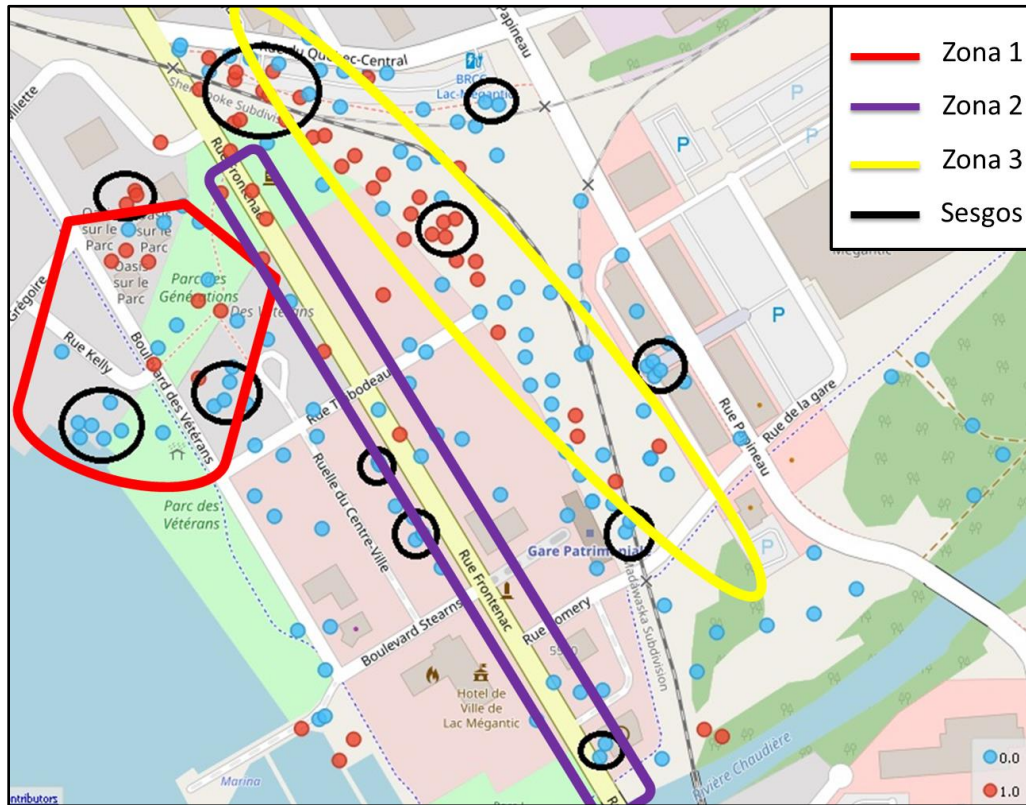 Zona 1
Zona 2
Zona 3
Sesgos
Rue du Québec-Central
Papineau
BRCC
Lac-Mégantic
Sherbrooke Subdivision
Milette
P
P
P
P
Rue Frontenac
Oasis
sur le
Parc
Oasis
sur le
Parc
Oasis
sur le
Parc
Parc des
Générations
Des Vétérans
Grégoire
Rue Kelly
Boulevard des Vétérans
Rue Thibodeau
Ruelle du Centre-Ville
Parc des
Vétérans
Mégantic
P
Rue de la gare
Rue Papineau
Gare Patrimoniale
P
Madawaska Subdivision
Rue Frontenac
Boulevard Stearns
Rue Komery
Hotel de
Ville de
Lac Mégantic
Marina
Rivière Chaudière
0.0
1.0
ntributors